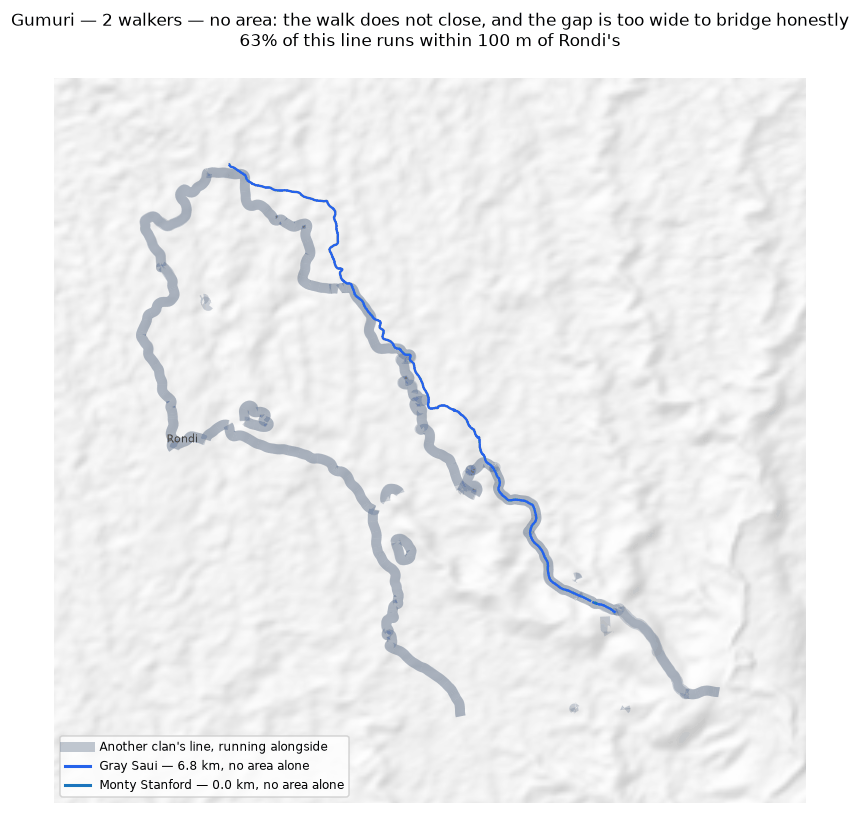 Gumuri — 2 walkers — no area: the walk does not close, and the gap is too wide to bridge honestly
63% of this line runs within 100 m of Rondi's
Rondi
Another clan's line, running alongside
Gray Saui — 6.8 km, no area alone
Monty Stanford — 0.0 km, no area alone